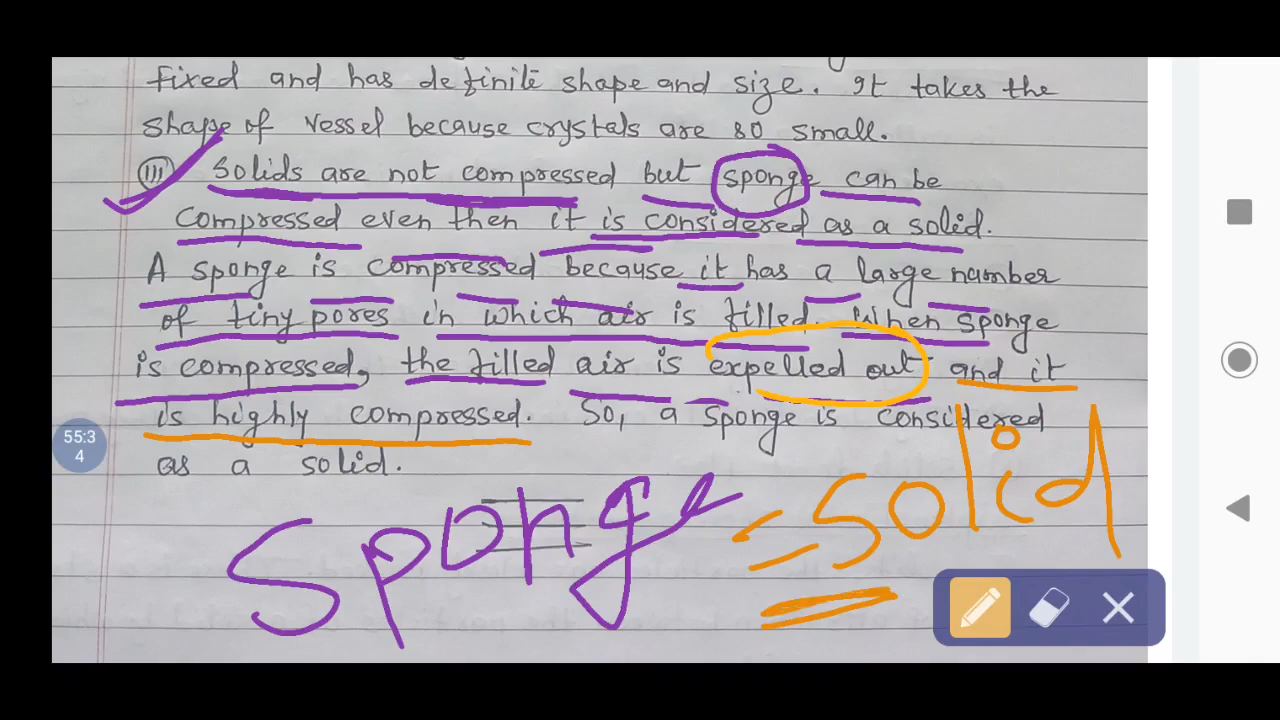 fixed and has definite shape and size. It takes the
shape of vessel because crystals are so small.
(III) Solids are not compressed but sponge can be
compressed even then it is considered as a solid.
A sponge is compressed because it has a large number
of tiny pores in which air is filled. When sponge
is compressed, the filled air is expelled out and it
is highly compressed. So, a sponge is considered
as a solid.
55:3
4
Sponge = Solid